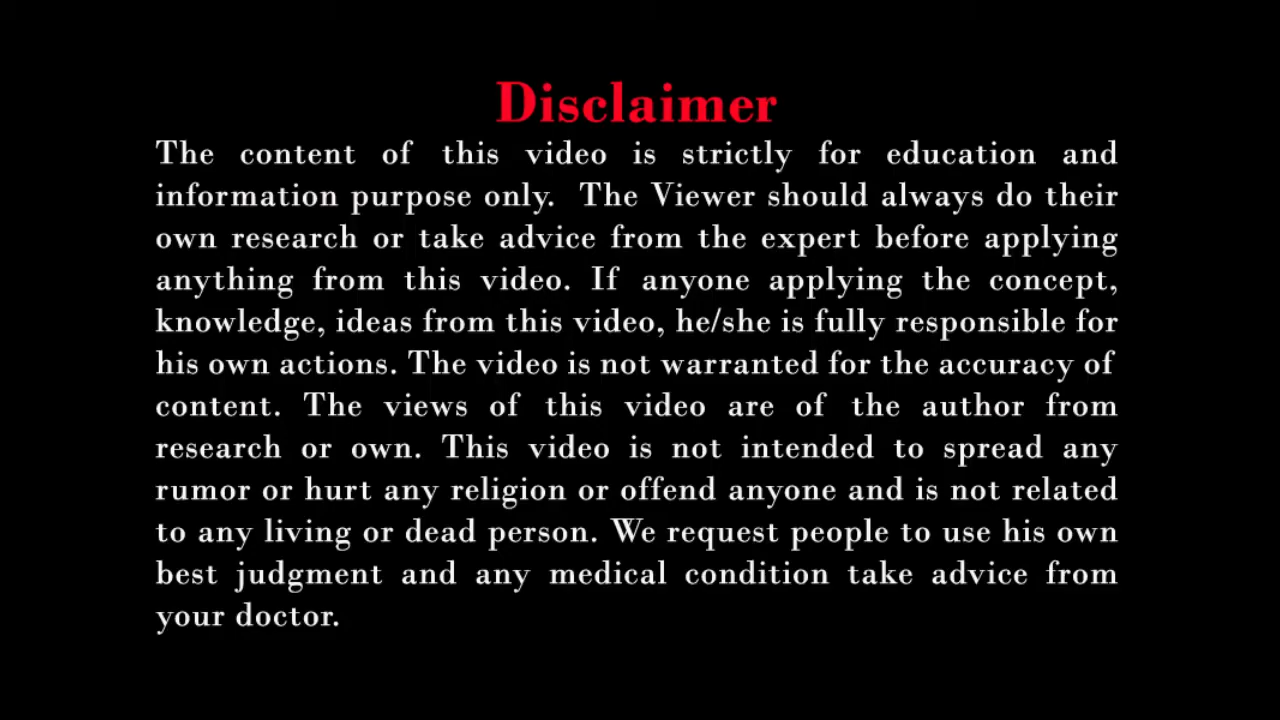 Disclaimer
The content of this video is strictly for education and
information purpose only. The Viewer should always do their
own research or take advice from the expert before applying
anything from this video. If anyone applying the concept,
knowledge, ideas from this video, he/she is fully responsible for
his own actions. The video is not warranted for the accuracy of
content. The views of this video are of the author from
research or own. This video is not intended to spread any
rumor or hurt any religion or offend anyone and is not related
to any living or dead person. We request people to use his own
best judgment and any medical condition take advice from
your doctor.